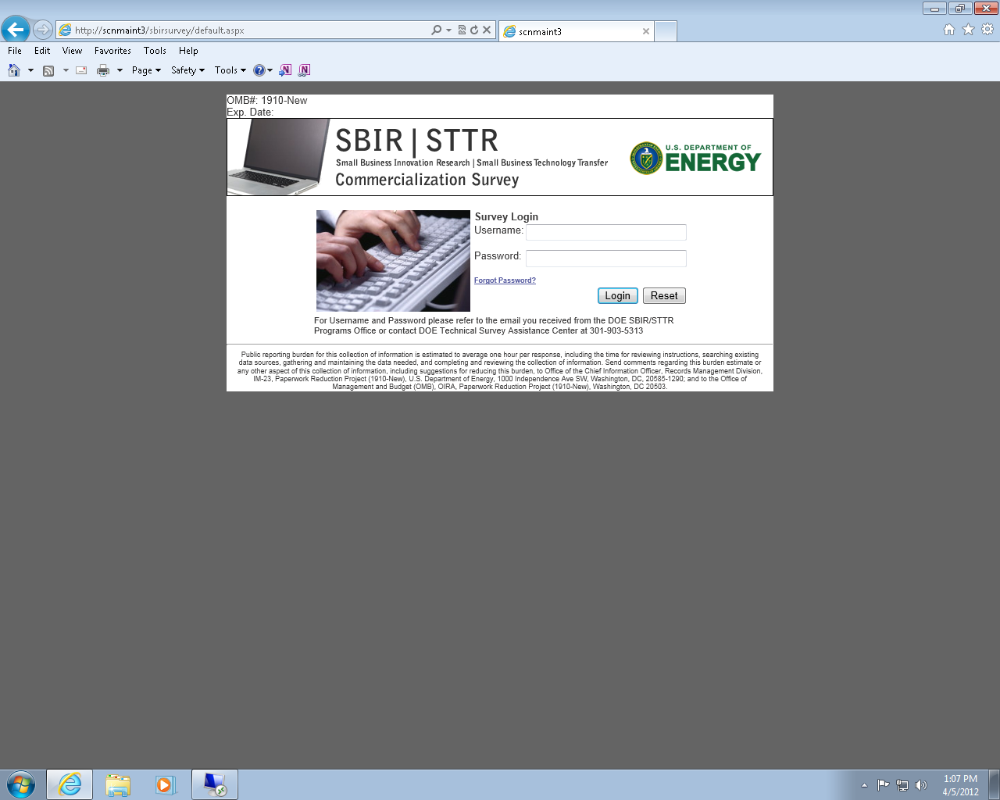 http://scnmaint3/sbirsurvey/default.aspx
scnmaint3
File Edit View Favorites Tools Help
Page Safety Tools
OMB#: 1910-New
Exp. Date:
SBIR | STTR
Small Business Innovation Research | Small Business Technology Transfer
Commercialization Survey
U.S. DEPARTMENT OF
ENERGY
Survey Login
Username:
Password:
Forgot Password?
Login Reset
For Username and Password please refer to the email you received from the DOE SBIR/STTR
Programs Office or contact DOE Technical Survey Assistance Center at 301-903-5313
Public reporting burden for this collection of information is estimated to average one hour per response, including the time for reviewing instructions, searching existing
data sources, gathering and maintaining the data needed, and completing and reviewing the collection of information. Send comments regarding this burden estimate or
any other aspect of this collection of information, including suggestions for reducing this burden, to Office of the Chief Information Officer, Records Management Division,
IM-23, Paperwork Reduction Project (1910-New), U.S. Department of Energy, 1000 Independence Ave SW, Washington, DC, 20585-1290; and to the Office of
Management and Budget (OMB), OIRA, Paperwork Reduction Project (1910-New), Washington, DC 20503.
1:07 PM
4/5/2012